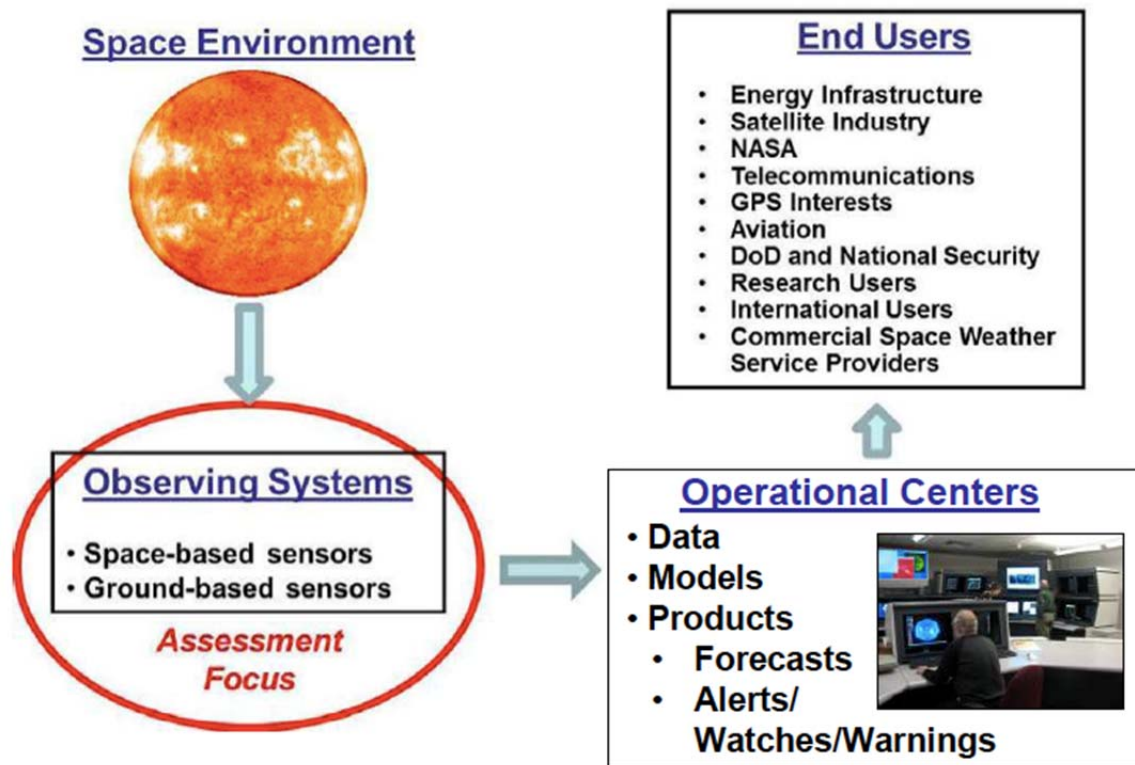 Space Environment
Observing Systems
• Space-based sensors
• Ground-based sensors
Assessment
Focus
Operational Centers
• Data
• Models
• Products
• Forecasts
• Alerts/
Watches/Warnings
End Users
• Energy Infrastructure
• Satellite Industry
• NASA
• Telecommunications
• GPS Interests
• Aviation
• DoD and National Security
• Research Users
• International Users
• Commercial Space Weather
Service Providers